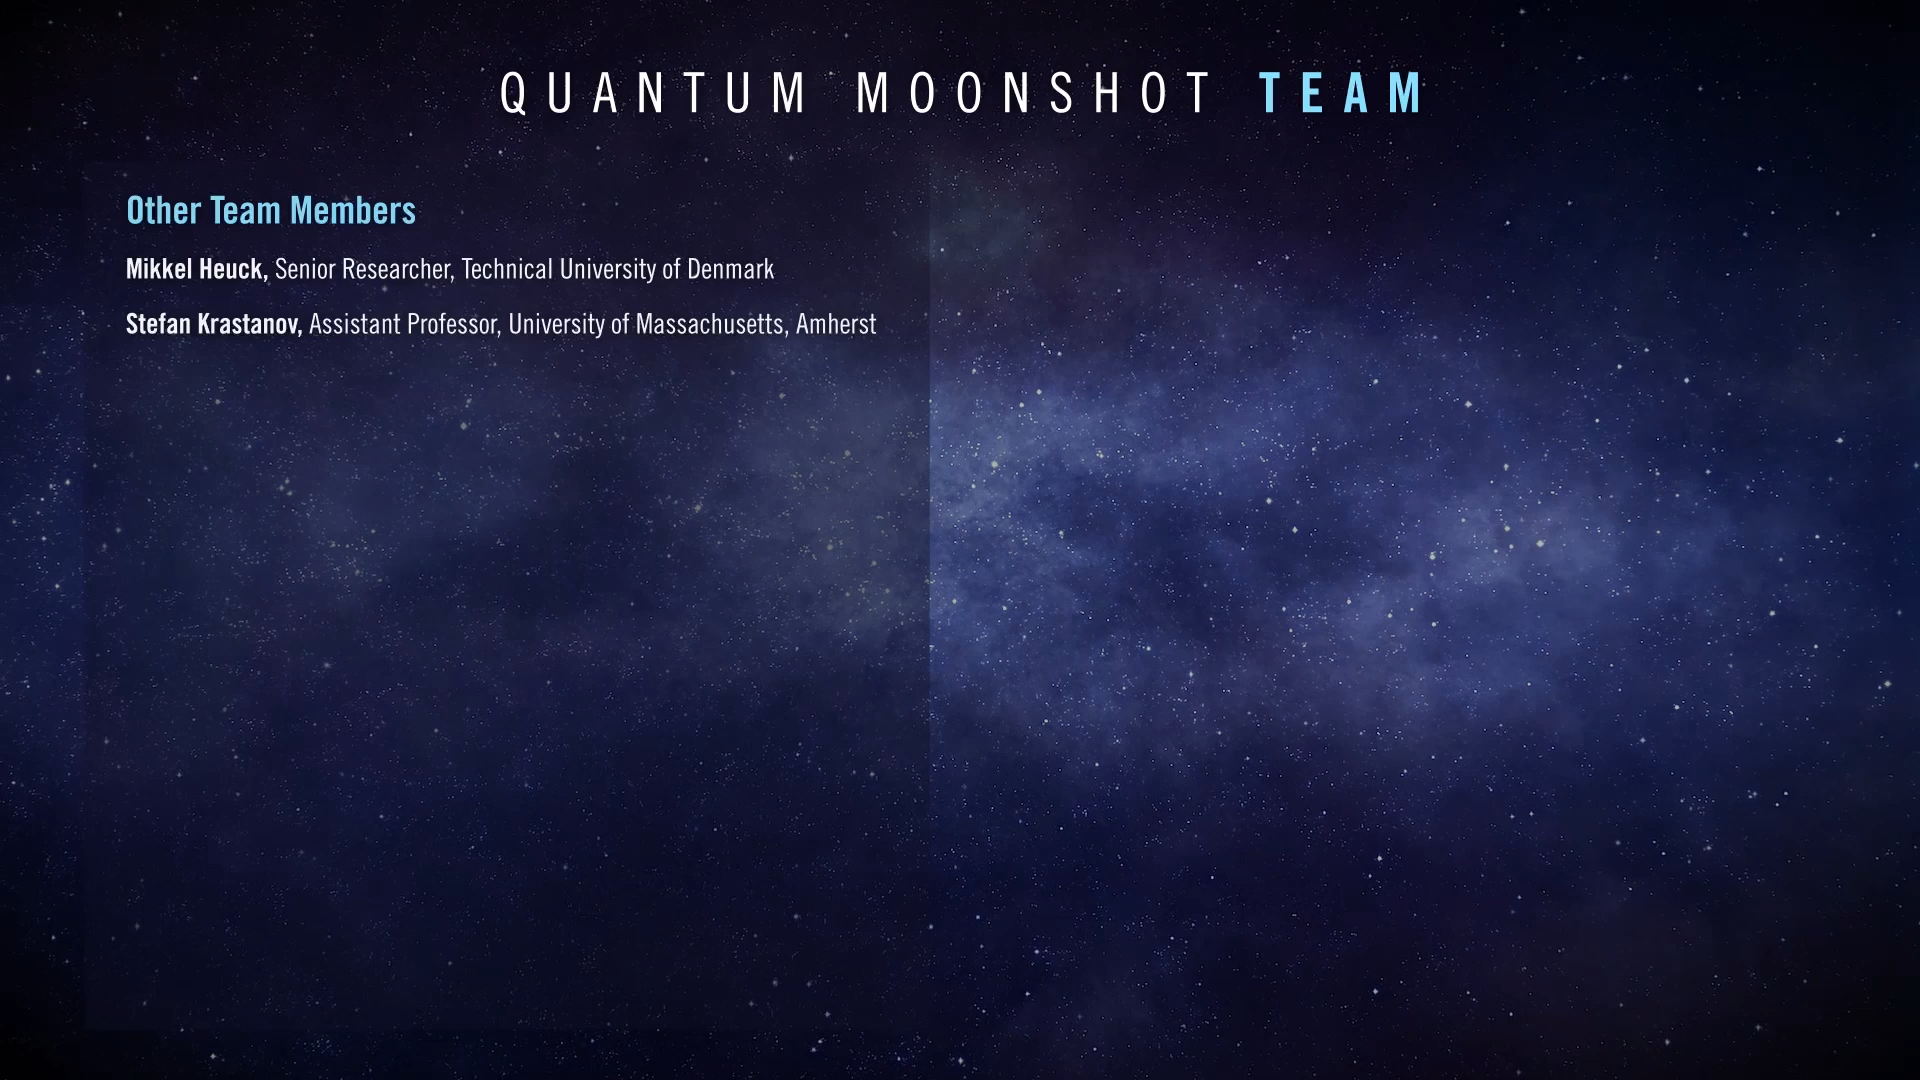 QUANTUM MOONSHOT TEAM
Other Team Members
Mikkel Heuck, Senior Researcher, Technical University of Denmark
Stefan Krastanov, Assistant Professor, University of Massachusetts, Amherst